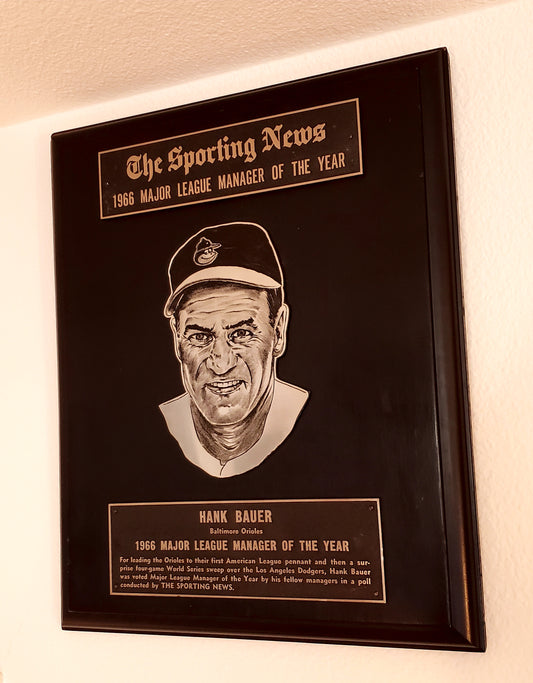 The Sporting News
1966 MAJOR LEAGUE MANAGER OF THE YEAR
HANK BAUER
Baltimore Orioles
1966 MAJOR LEAGUE MANAGER OF THE YEAR
For leading the Orioles to their first American League pennant and then a sur-
prise four-game World Series sweep over the Los Angeles Dodgers, Hank Bauer
was voted Major League Manager of the Year by his fellow managers in a poll
conducted by THE SPORTING NEWS.